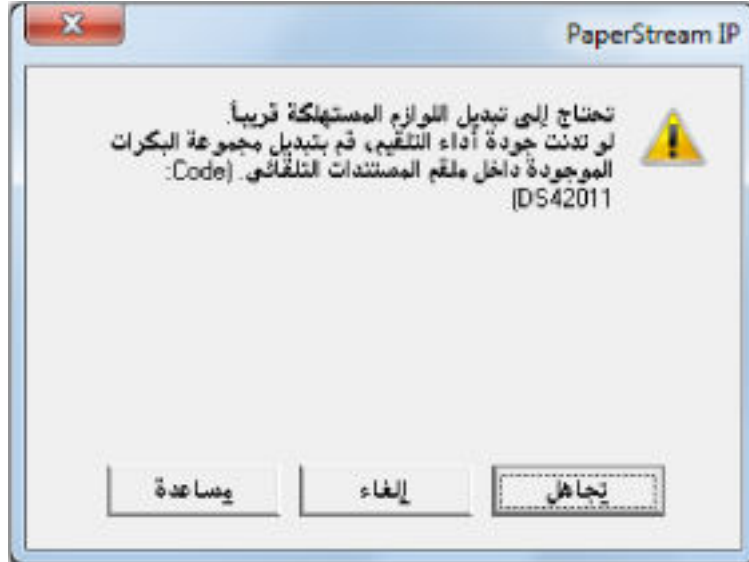 PaperStream IP
تحتاج إلى تبديل اللوازم المستهلكة قريباً.
لو تدنت جودة أداء التلقيم، قم بتبديل مجموعة البكرات
الموجودة داخل ملقم المستندات التلقائي. (Code:
DS42011)
تجاهل
إلغاء
مساعدة